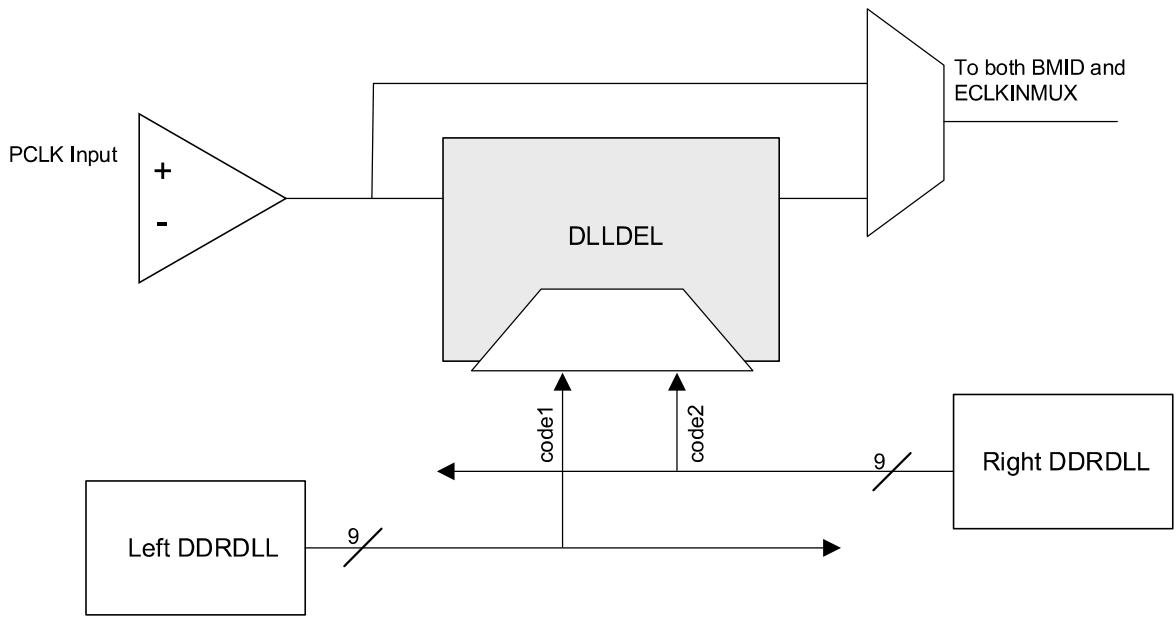 To both BMID and
ECLKINMUX
PCLK Input
+
-
DLLDEL
code1
code2
9
Right DDRDLL
9
Left DDRDLL